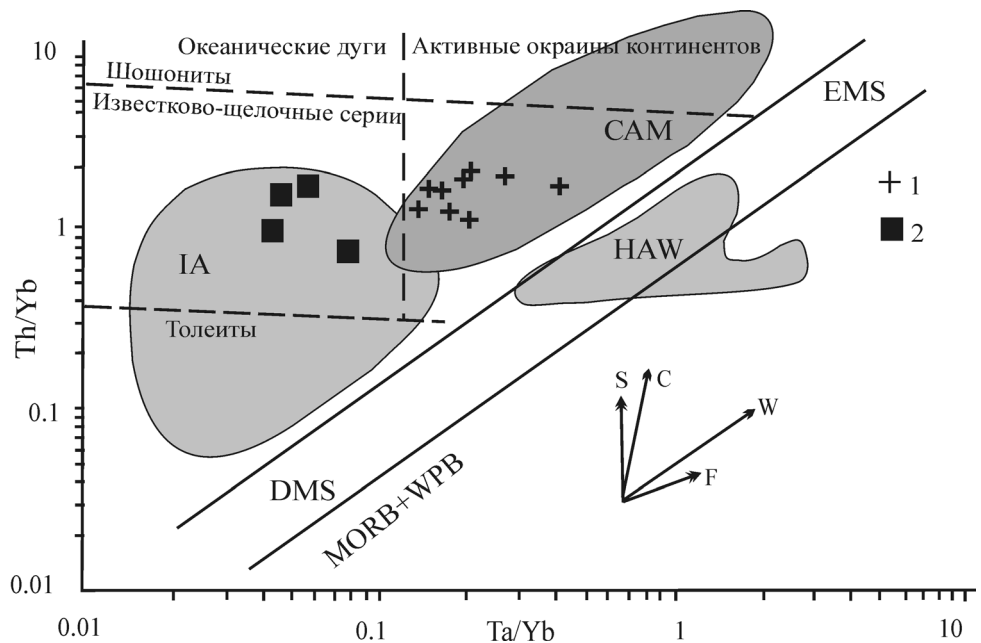 Океанические дуги
Активные окраины континентов
10
Шошониты
Известково-щелочные серии
EMS
CAM
1
2
1
IA
HAW
Th/Yb
Толеиты
S
C
W
F
0.1
DMS
MORB+WPB
0.01
0.01
0.1
Ta/Yb
1
10